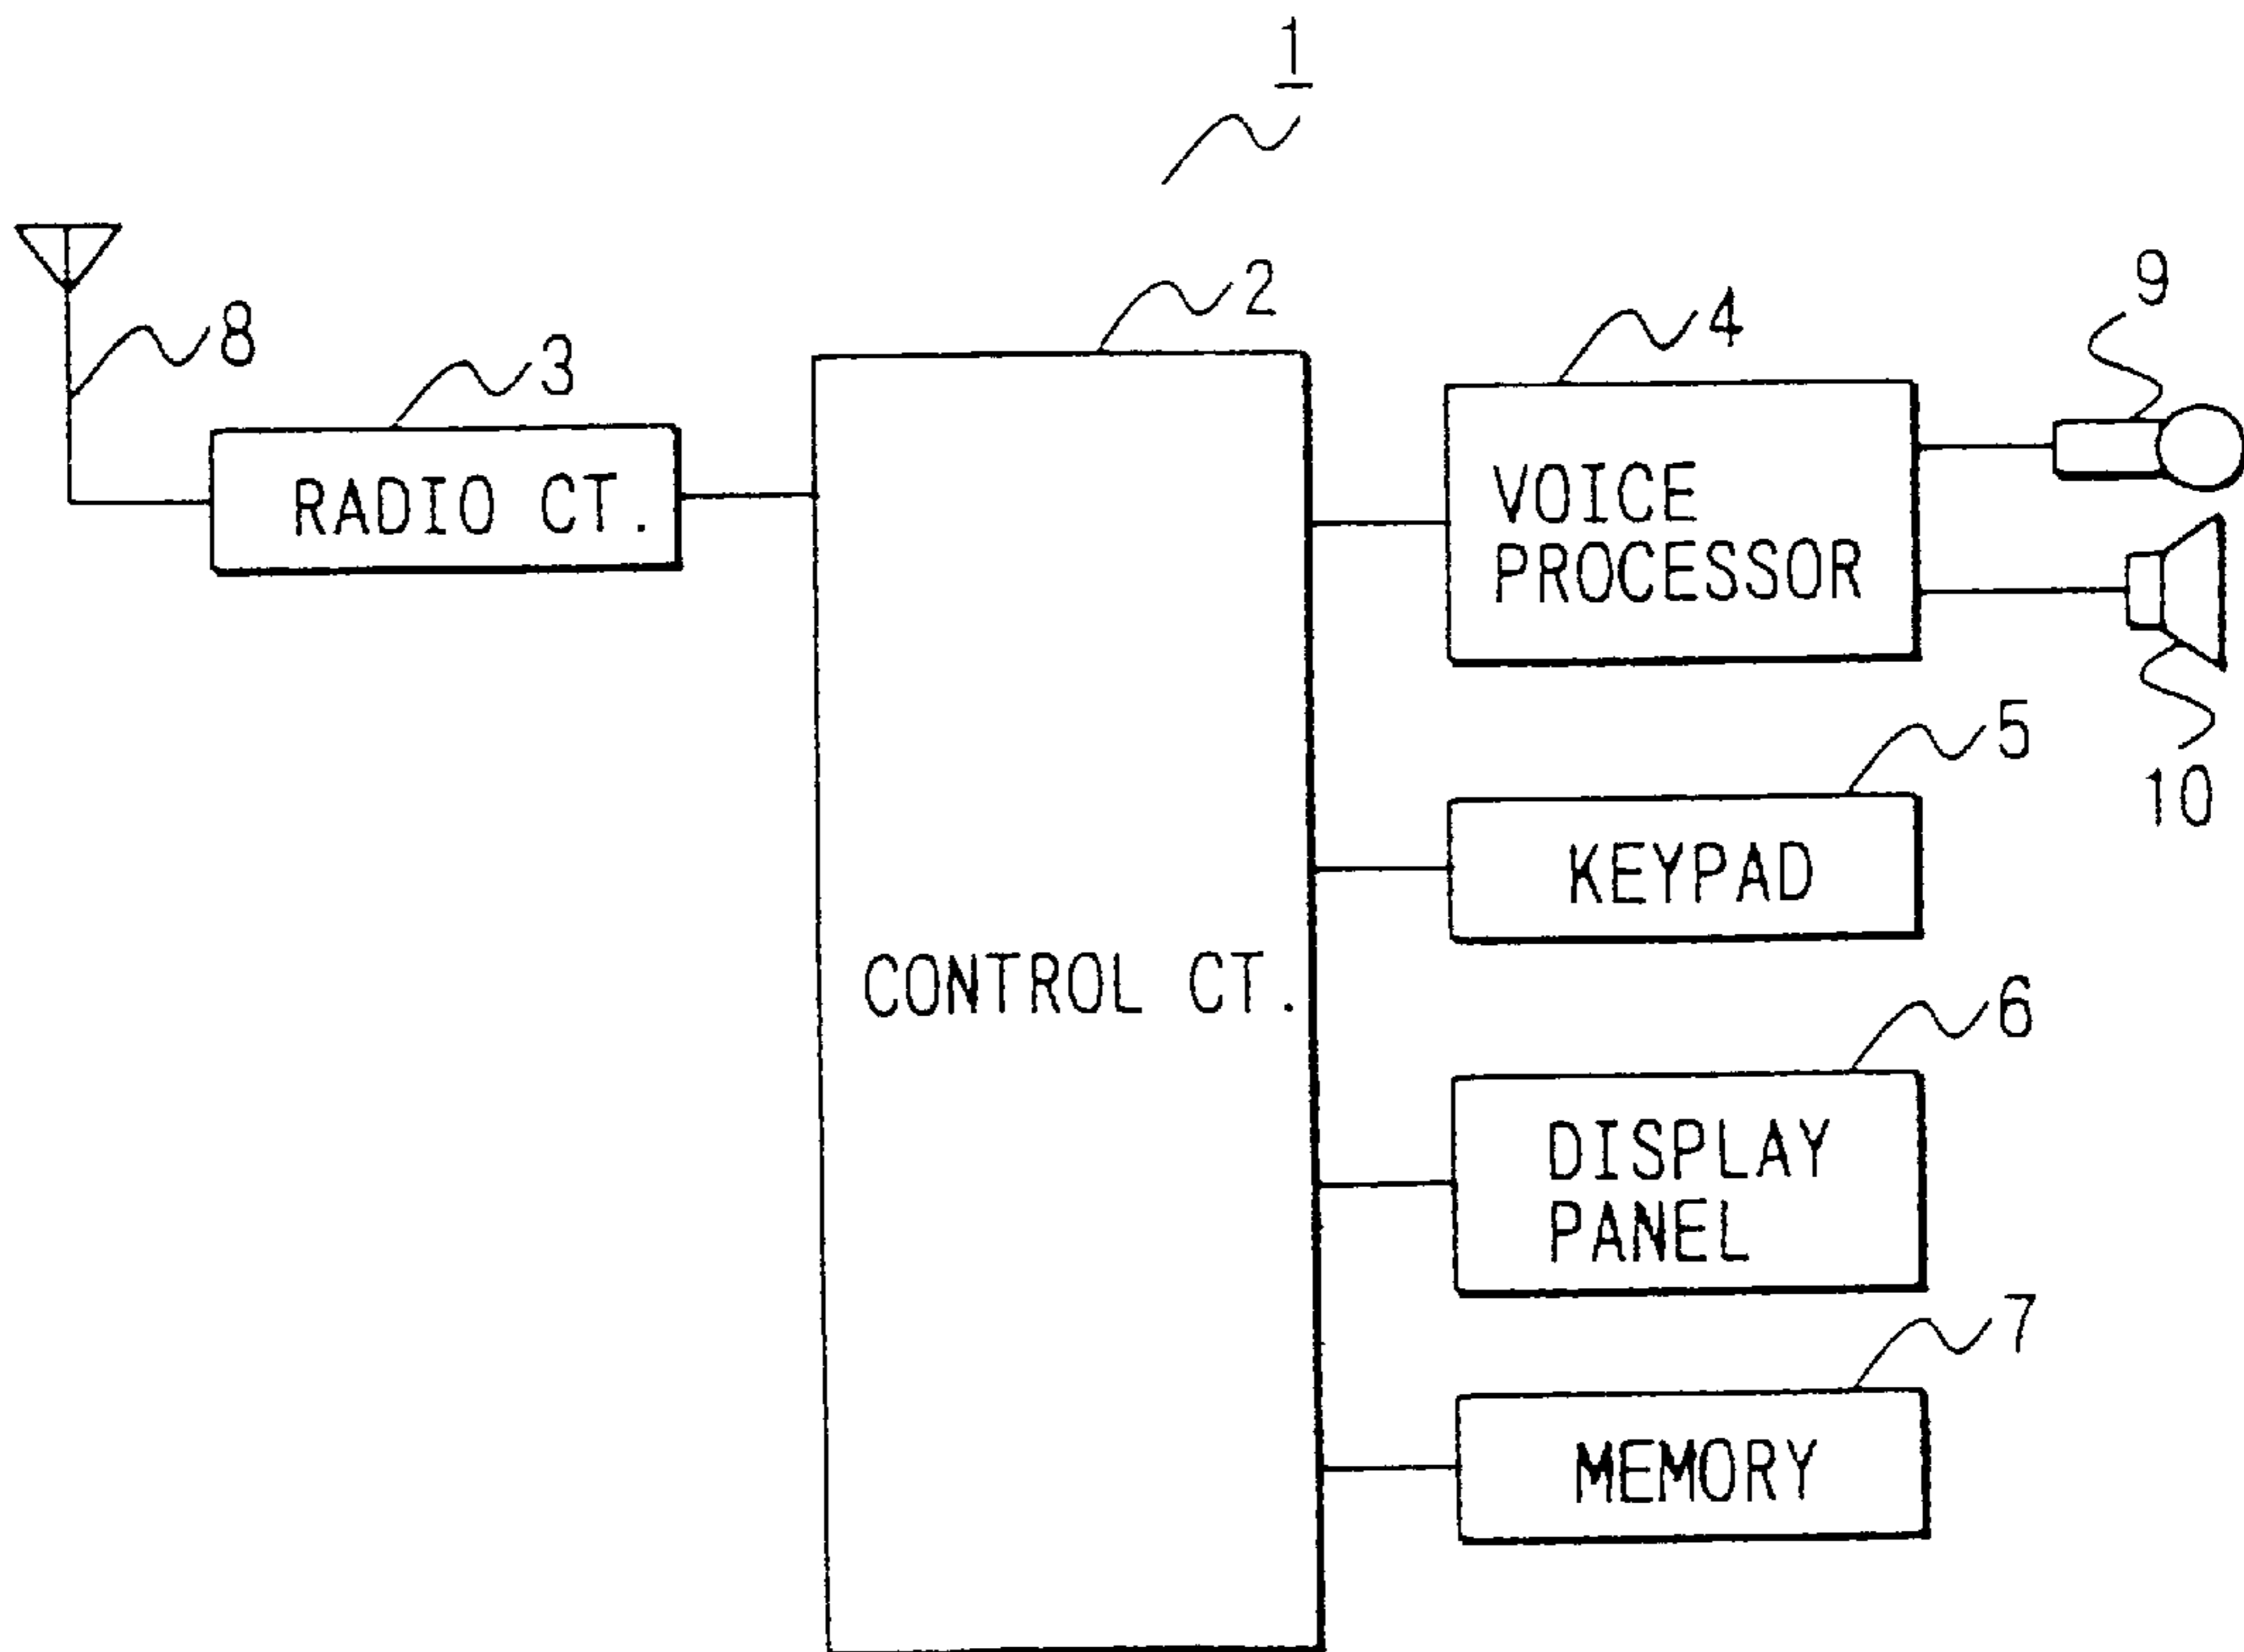 1
8
3
2
4
9
RADIO CT.
VOICE
PROCESSOR
10
5
KEYPAD
CONTROL CT.
6
DISPLAY
PANEL
7
MEMORY